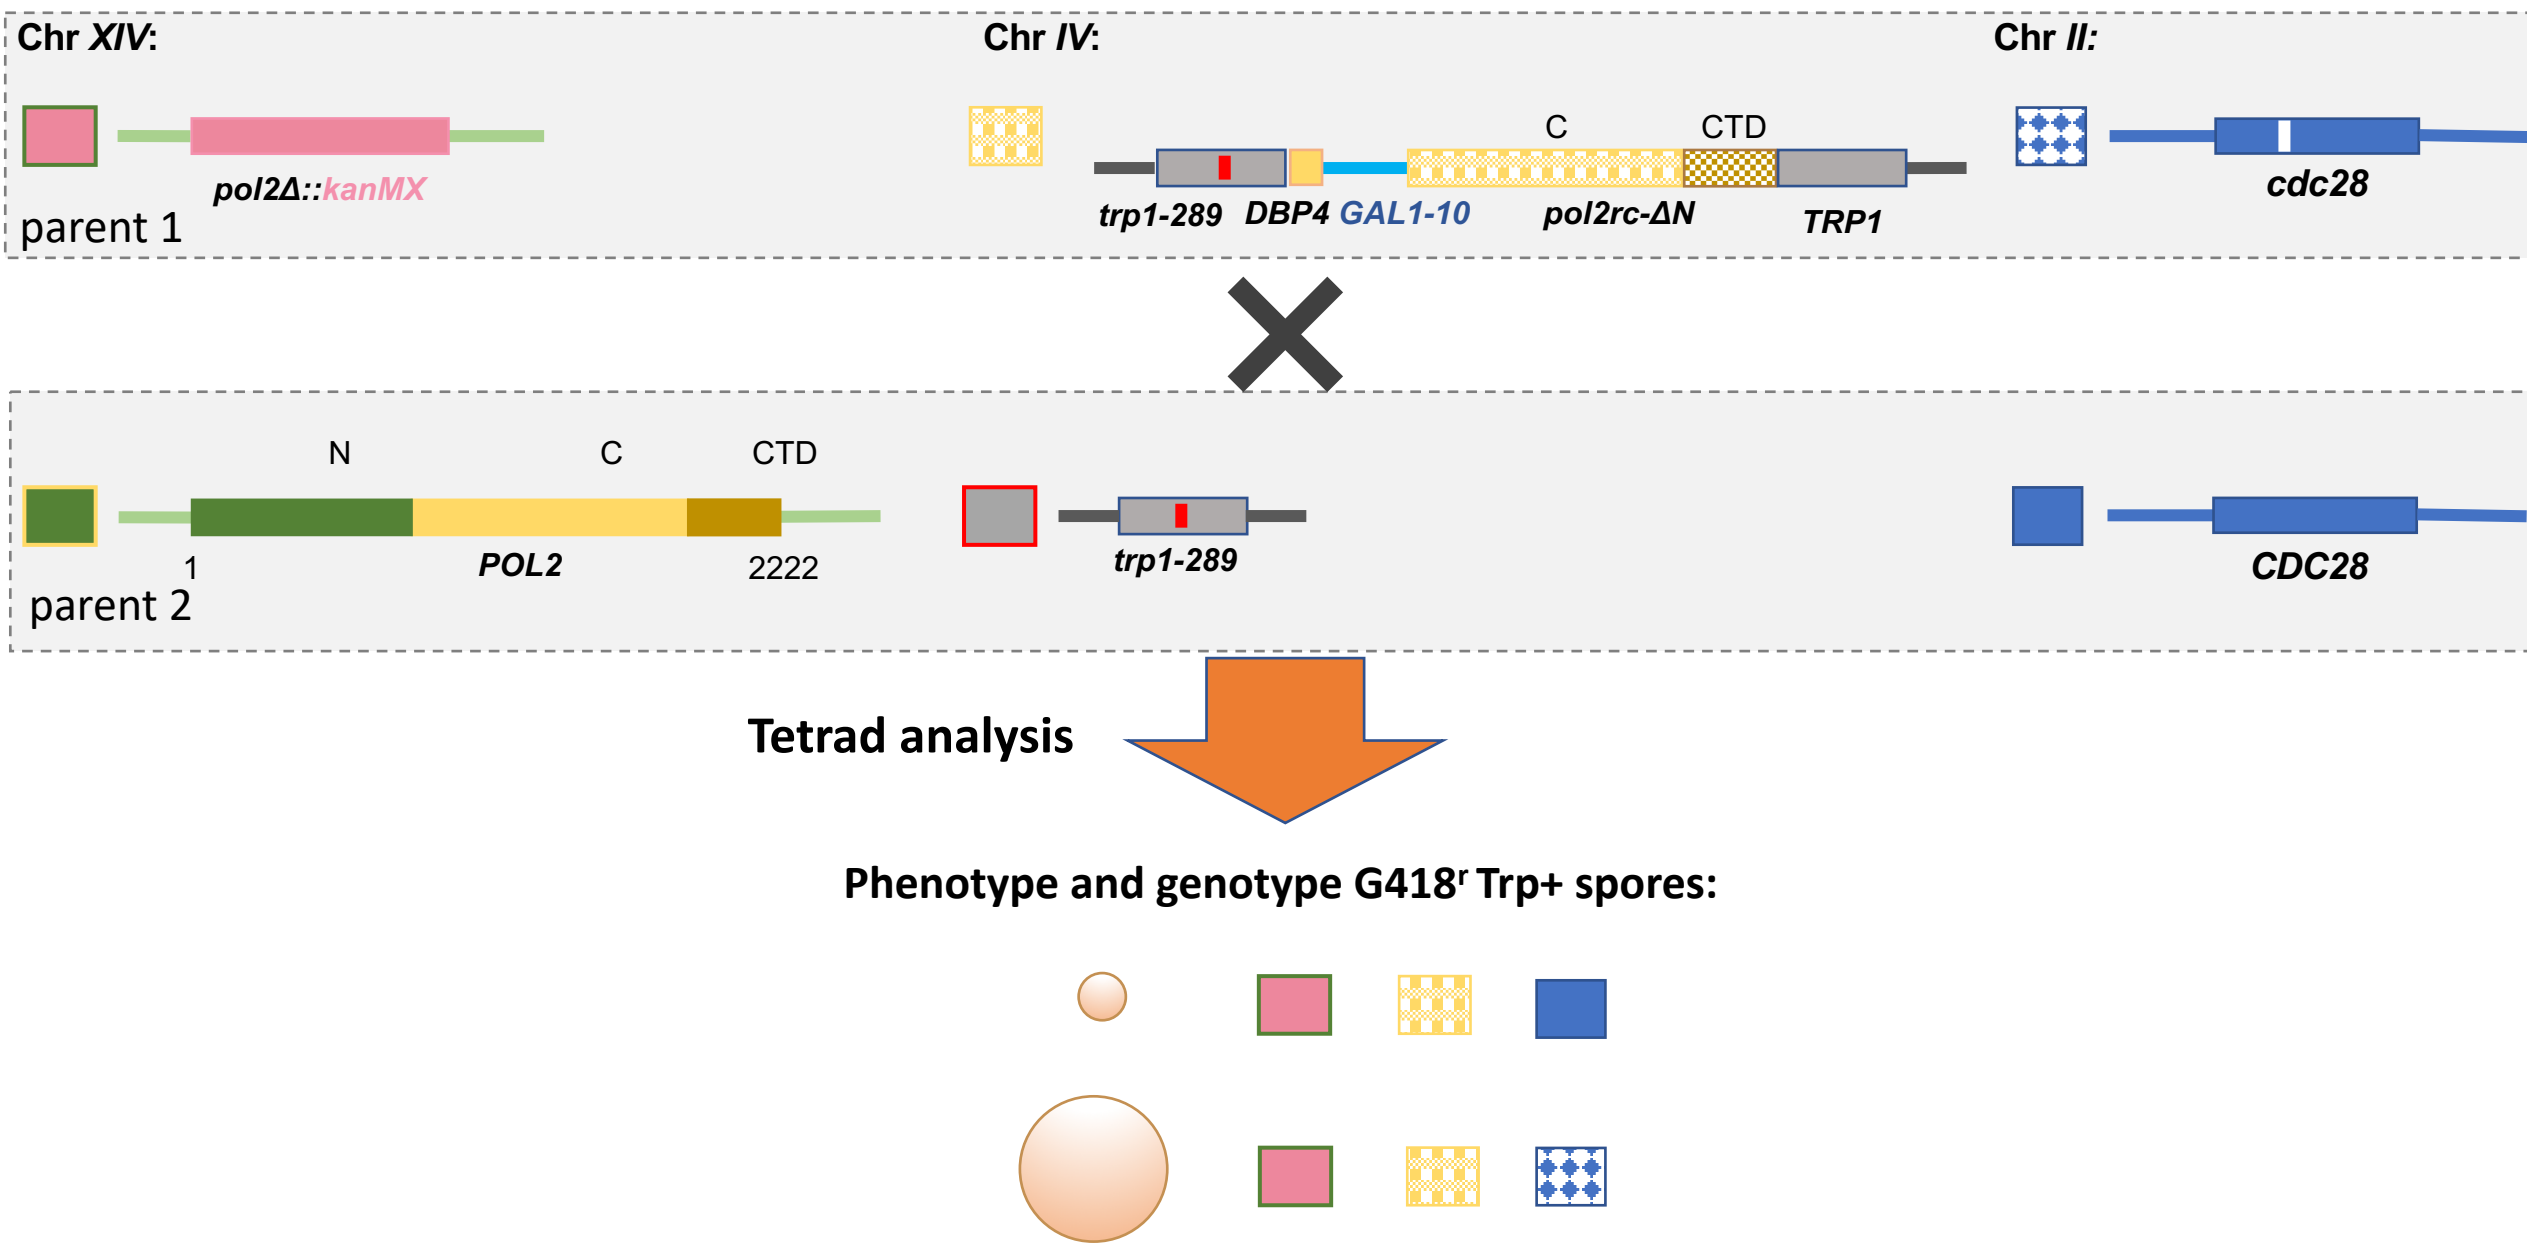 Chr XIV:
Chr IV:
Chr II:
C
CTD
pol2Δ::kanMX
trp1-289
DBP4
GAL1-10
pol2rc-ΔN
TRP1
cdc28
parent 1
N
C
CTD
1
POL2
2222
trp1-289
CDC28
parent 2
Tetrad analysis
Phenotype and genotype G418ʳ Trp+ spores: